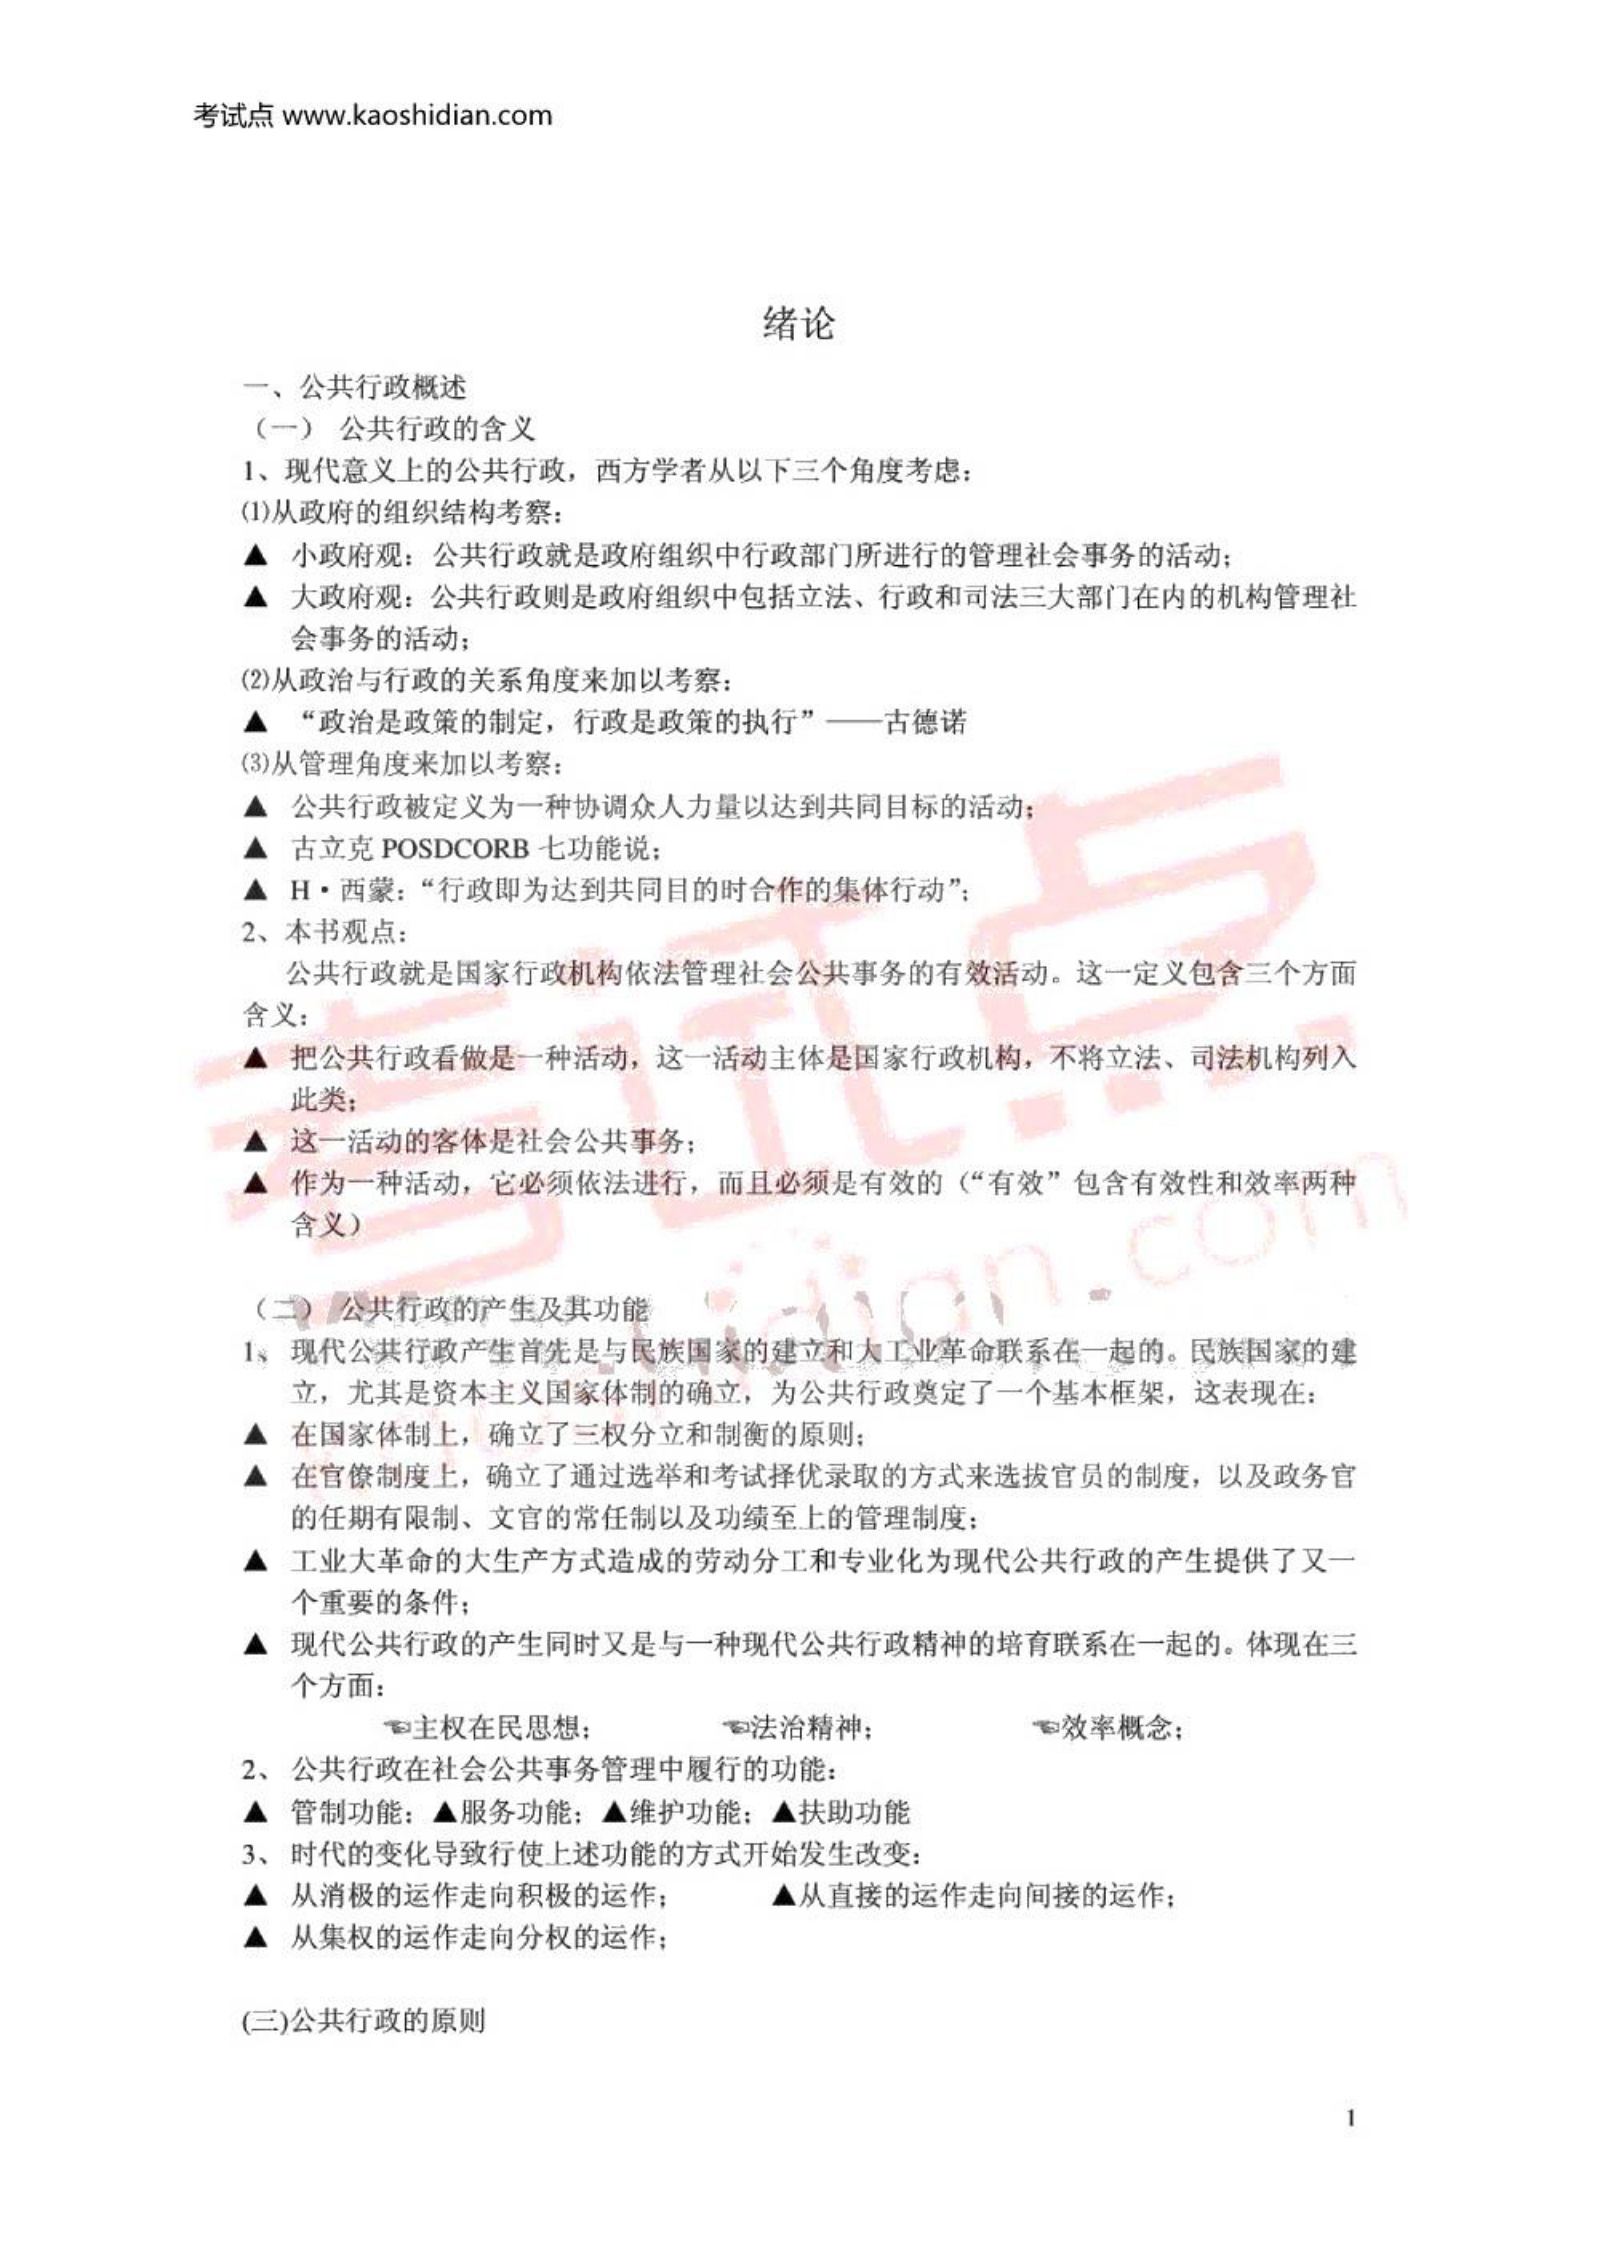 考试点 www.kaoshidian.com
绪论
一、公共行政概述
（一） 公共行政的含义
1、现代意义上的公共行政，西方学者从以下三个角度考虑：
⑴从政府的组织结构考察：
▲ 小政府观：公共行政就是政府组织中行政部门所进行的管理社会事务的活动；
▲ 大政府观：公共行政则是政府组织中包括立法、行政和司法三大部门在内的机构管理社
会事务的活动；
⑵从政治与行政的关系角度来加以考察：
▲ “政治是政策的制定，行政是政策的执行”——古德诺
⑶从管理角度来加以考察：
▲ 公共行政被定义为一种协调众人力量以达到共同目标的活动；
▲ 古立克 POSDCORB 七功能说；
▲ H·西蒙：“行政即为达到共同目的时合作的集体行动”；
2、本书观点：
公共行政就是国家行政机构依法管理社会公共事务的有效活动。这一定义包含三个方面
含义：
▲ 把公共行政看做是一种活动，这一活动主体是国家行政机构，不将立法、司法机构列入
此类；
▲ 这一活动的客体是社会公共事务；
▲ 作为一种活动，它必须依法进行，而且必须是有效的（“有效”包含有效性和效率两种
含义）
（二） 公共行政的产生及其功能
1、 现代公共行政产生首先是与民族国家的建立和大工业革命联系在一起的。民族国家的建
立，尤其是资本主义国家体制的确立，为公共行政奠定了一个基本框架，这表现在：
▲ 在国家体制上，确立了三权分立和制衡的原则；
▲ 在官僚制度上，确立了通过选举和考试择优录取的方式来选拔官员的制度，以及政务官
的任期有限制、文官的常任制以及功绩至上的管理制度；
▲ 工业大革命的大生产方式造成的劳动分工和专业化为现代公共行政的产生提供了又一
个重要的条件；
▲ 现代公共行政的产生同时又是与一种现代公共行政精神的培育联系在一起的。体现在三
个方面：
☜主权在民思想； ☜法治精神； ☜效率概念；
2、 公共行政在社会公共事务管理中履行的功能：
▲ 管制功能；▲服务功能；▲维护功能；▲扶助功能
3、 时代的变化导致行使上述功能的方式开始发生改变：
▲ 从消极的运作走向积极的运作； ▲从直接的运作走向间接的运作；
▲ 从集权的运作走向分权的运作；
(三)公共行政的原则
1
考试点